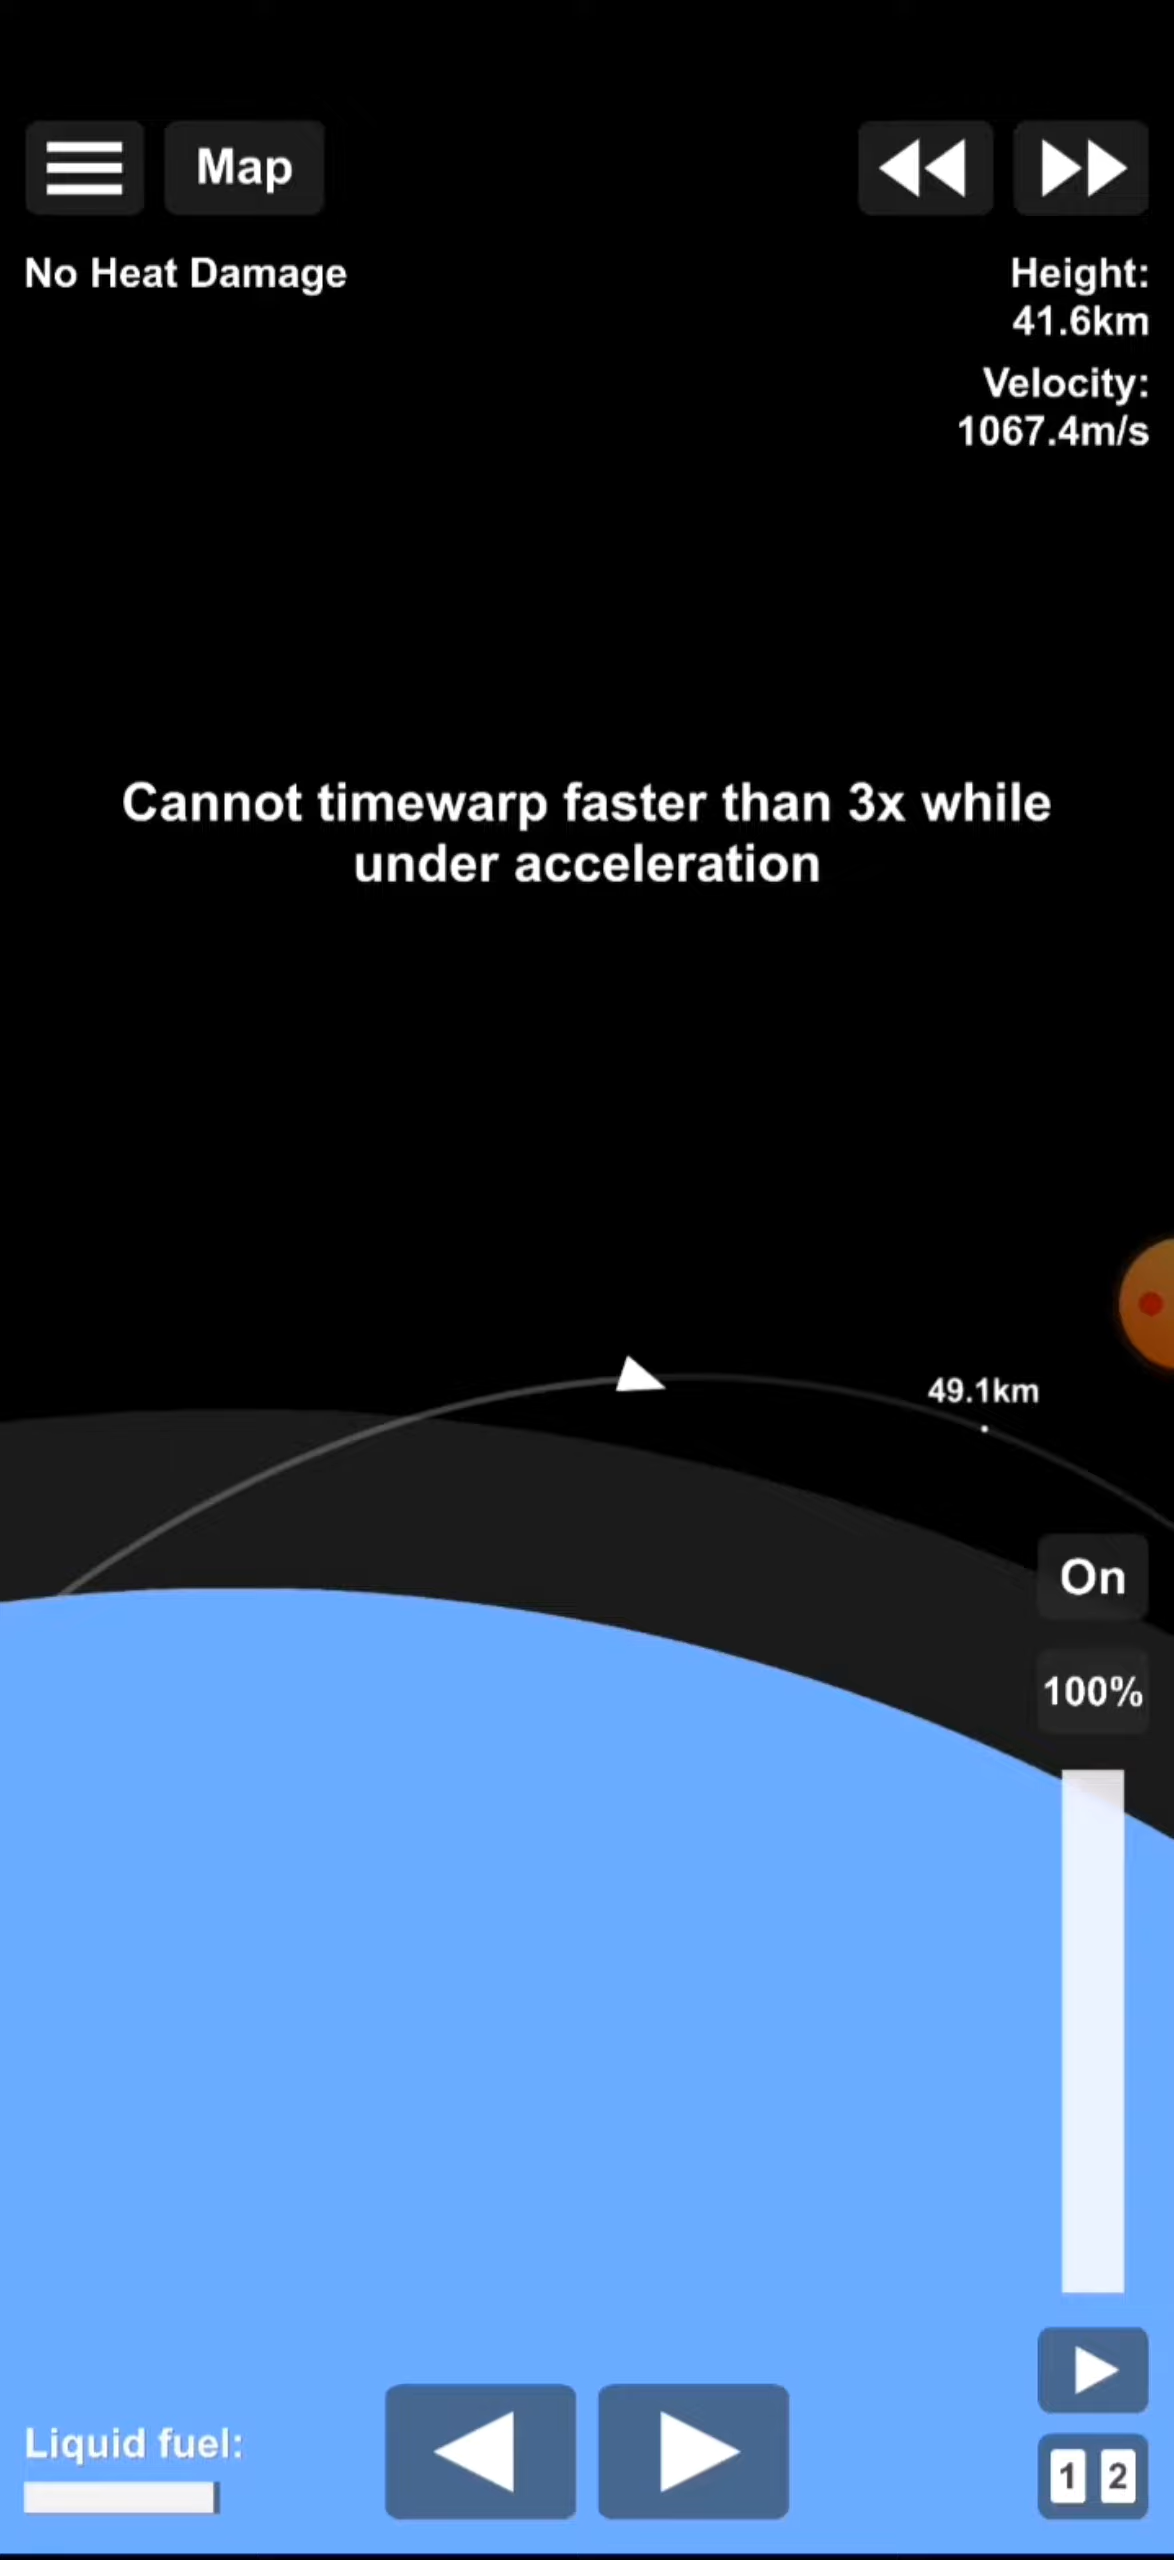 Map
No Heat Damage
Height:
41.6km
Velocity:
1067.4m/s
Cannot timewarp faster than 3x while
under acceleration
49.1km
On
100%
Liquid fuel:
1 2